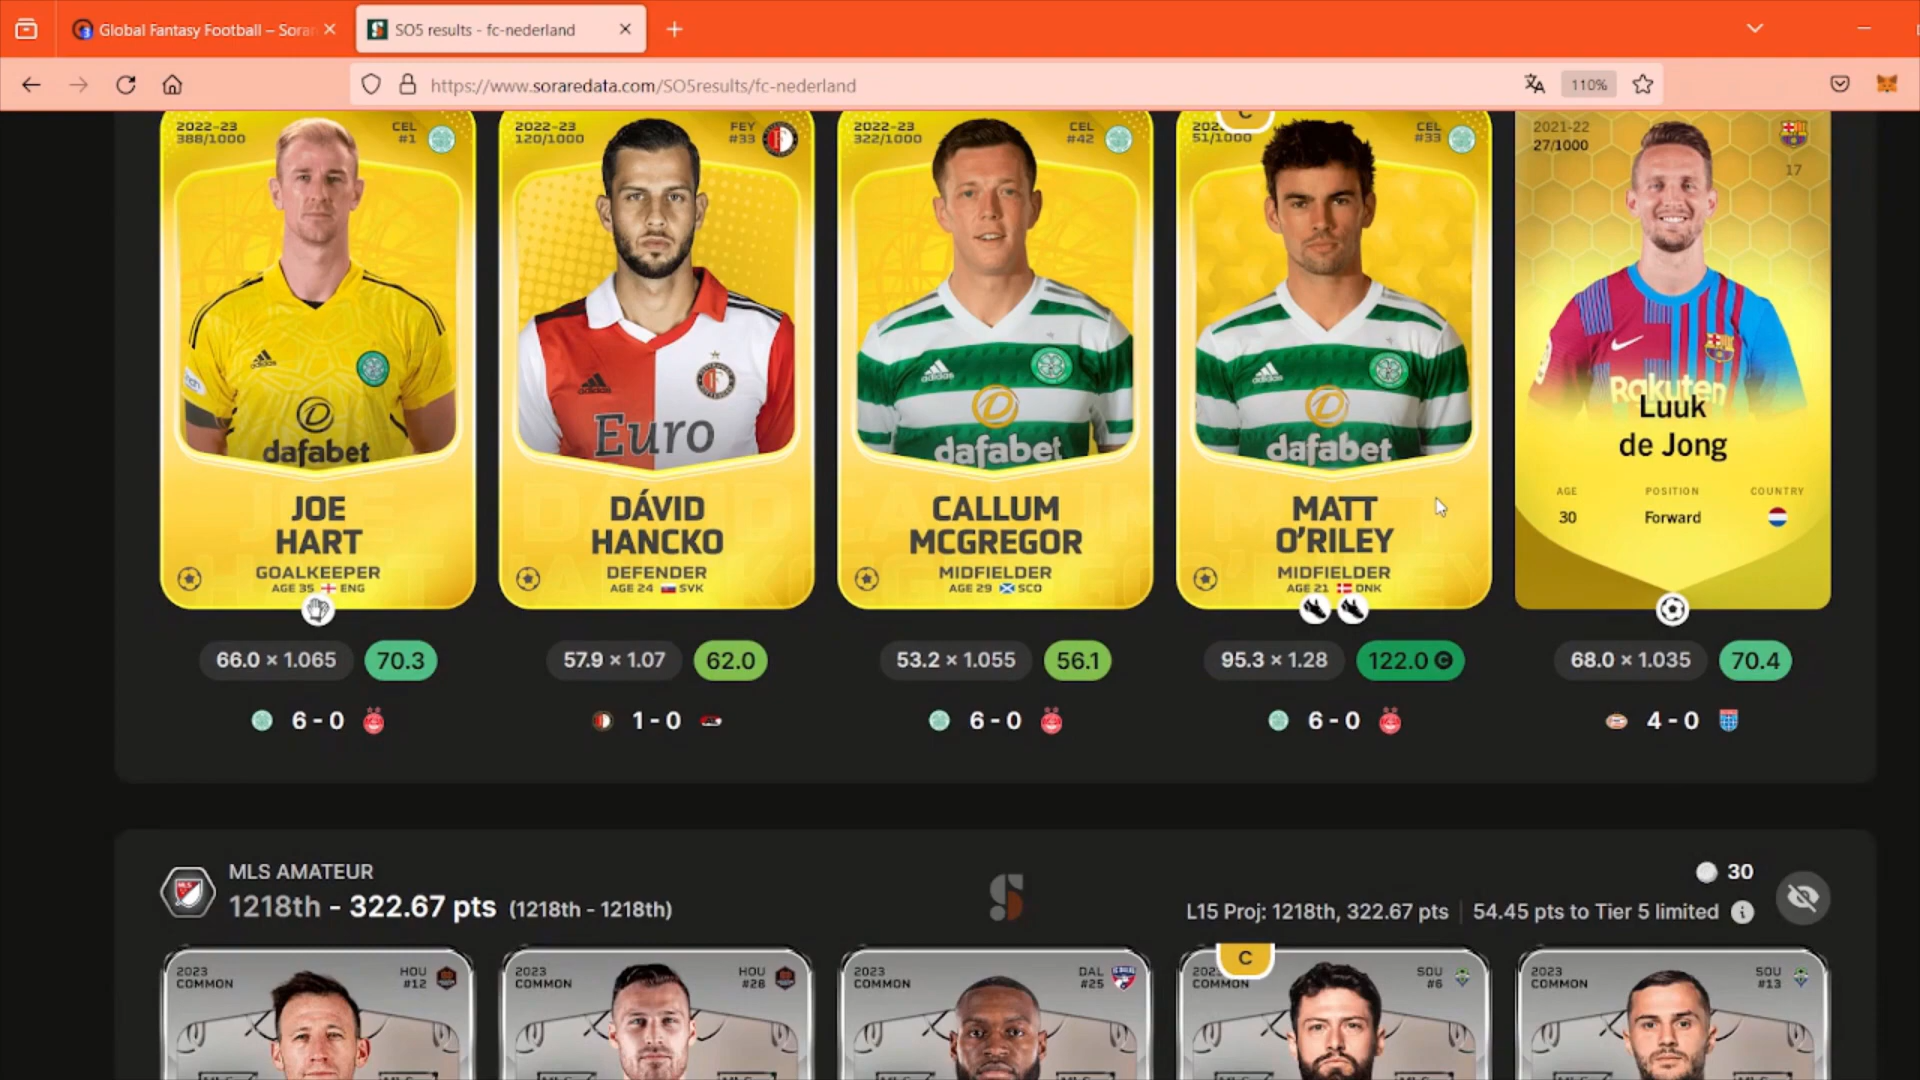 Global Fantasy Football – Sorar
SO5 results - fc-nederland
https://www.soraredata.com/SO5results/fc-nederland
110%
2022-23
388/1000
CEL
#1
dafabet
JOE
HART
GOALKEEPER
AGE 35 ENG
66.0 × 1.065
70.3
6 - 0
2022-23
120/1000
FEY
#33
Euro
DÁVID
HANCKO
DEFENDER
AGE 24 SVK
57.9 × 1.07
62.0
1 - 0
2022-23
322/1000
CEL
#42
dafabet
CALLUM
MCGREGOR
MIDFIELDER
AGE 29 SCO
53.2 × 1.055
56.1
6 - 0
C
202
51/1000
CEL
#33
dafabet
MATT
O'RILEY
MIDFIELDER
AGE 21 DNK
95.3 × 1.28
122.0 C
6 - 0
2021-22
27/1000
17
Rakuten
Luuk
de Jong
AGE
30
POSITION
Forward
COUNTRY
68.0 × 1.035
70.4
4 - 0
MLS AMATEUR
1218th - 322.67 pts (1218th - 1218th)
30
L15 Proj: 1218th, 322.67 pts
54.45 pts to Tier 5 limited
2023
COMMON
HOU
#12
2023
COMMON
HOU
#28
2023
COMMON
DAL
#25
C
202
COMMON
SOU
#6
2023
COMMON
SOU
#13